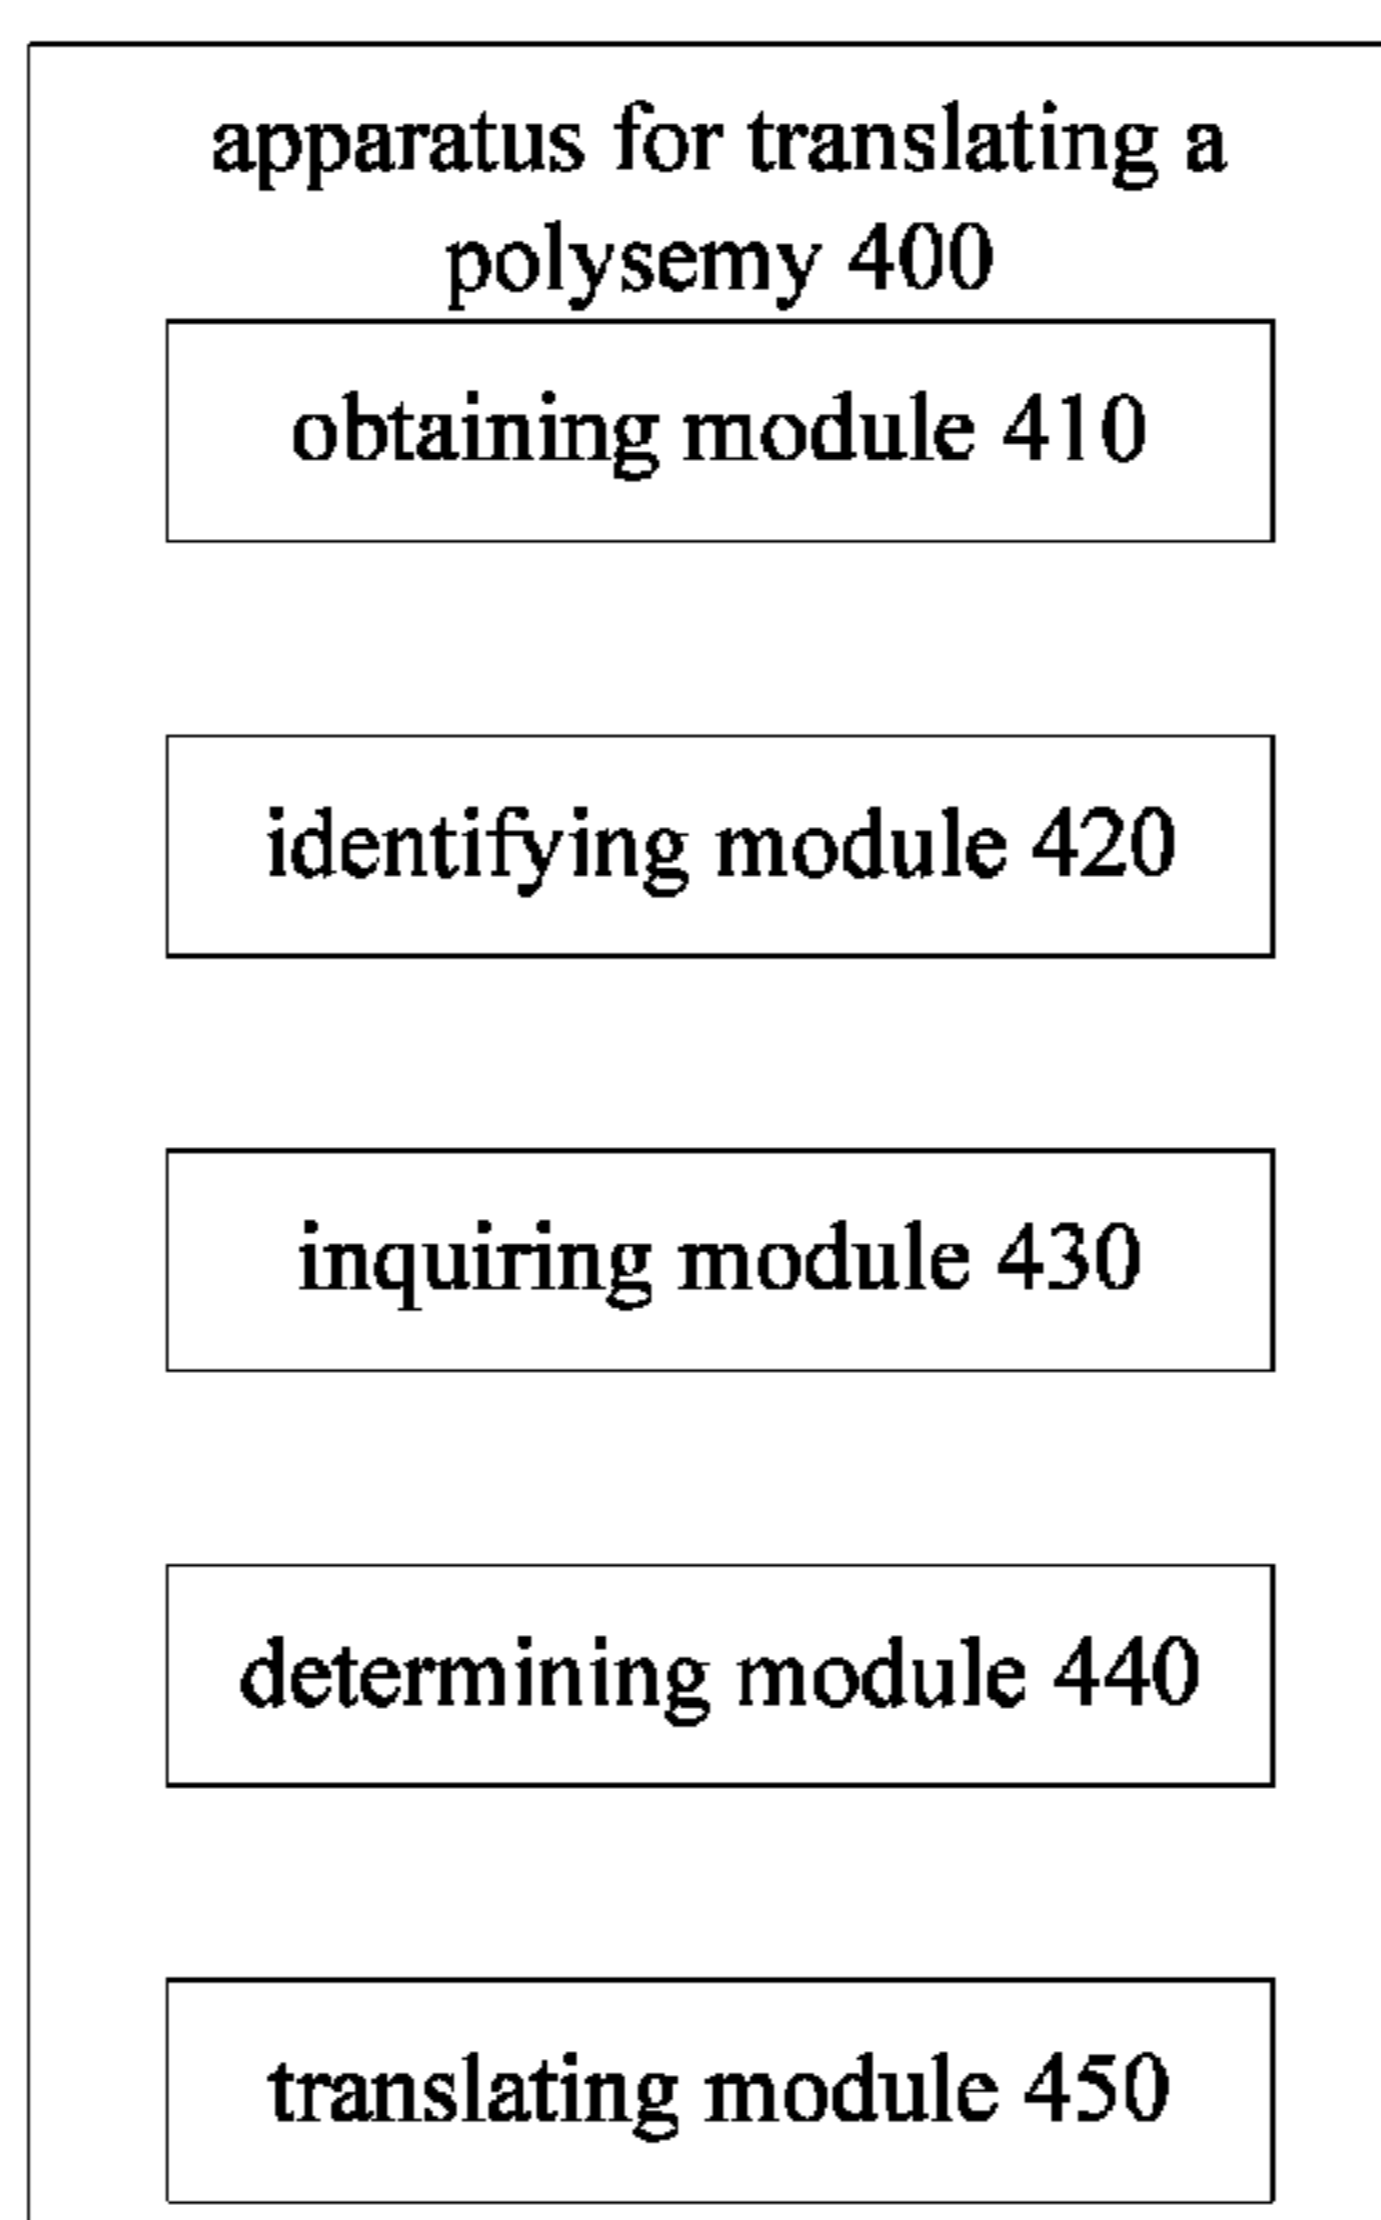 apparatus for translating a
polysemy 400
obtaining module 410
identifying module 420
inquiring module 430
determining module 440
translating module 450